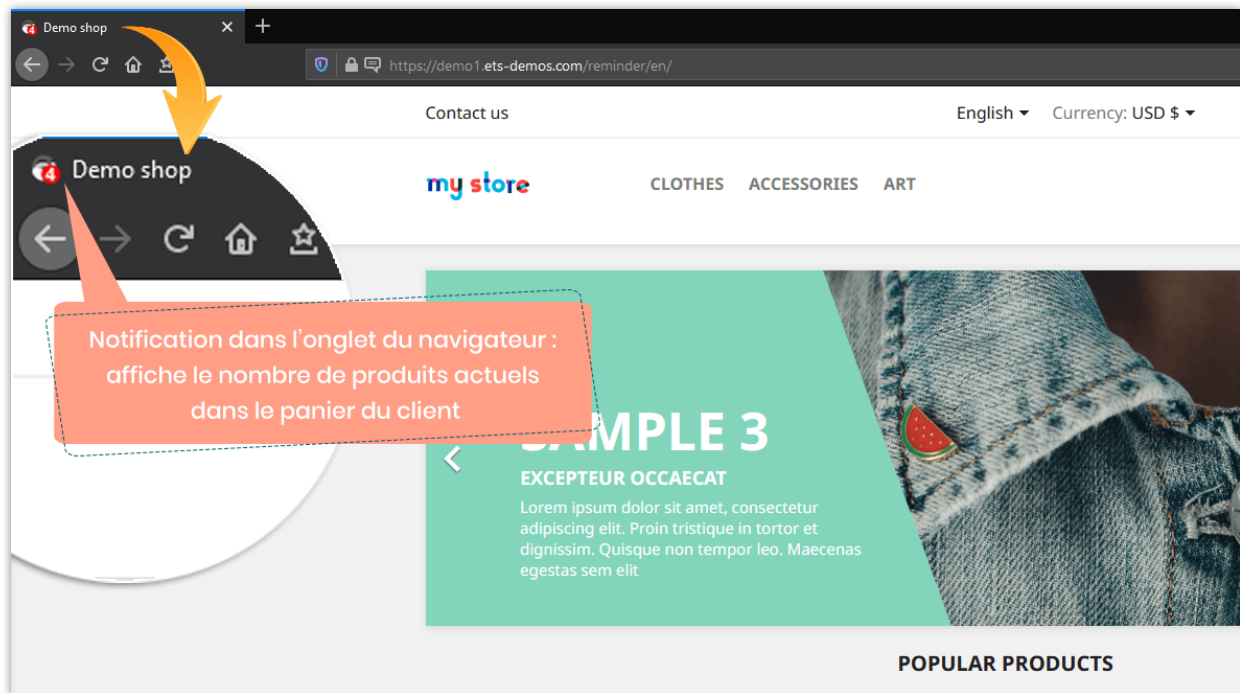 4 Demo shop
https://demo1.ets-demos.com/reminder/en/
Contact us
English
Currency: USD $
4 Demo shop
my store
CLOTHES ACCESSORIES ART
Notification dans l'onglet du navigateur :
affiche le nombre de produits actuels
dans le panier du client
SAMPLE 3
EXCEPTEUR OCCAECAT
Lorem ipsum dolor sit amet, consectetur
adipiscing elit. Proin tristique in tortor et
dignissim. Quisque non tempor leo. Maecenas
egestas sem elit
POPULAR PRODUCTS